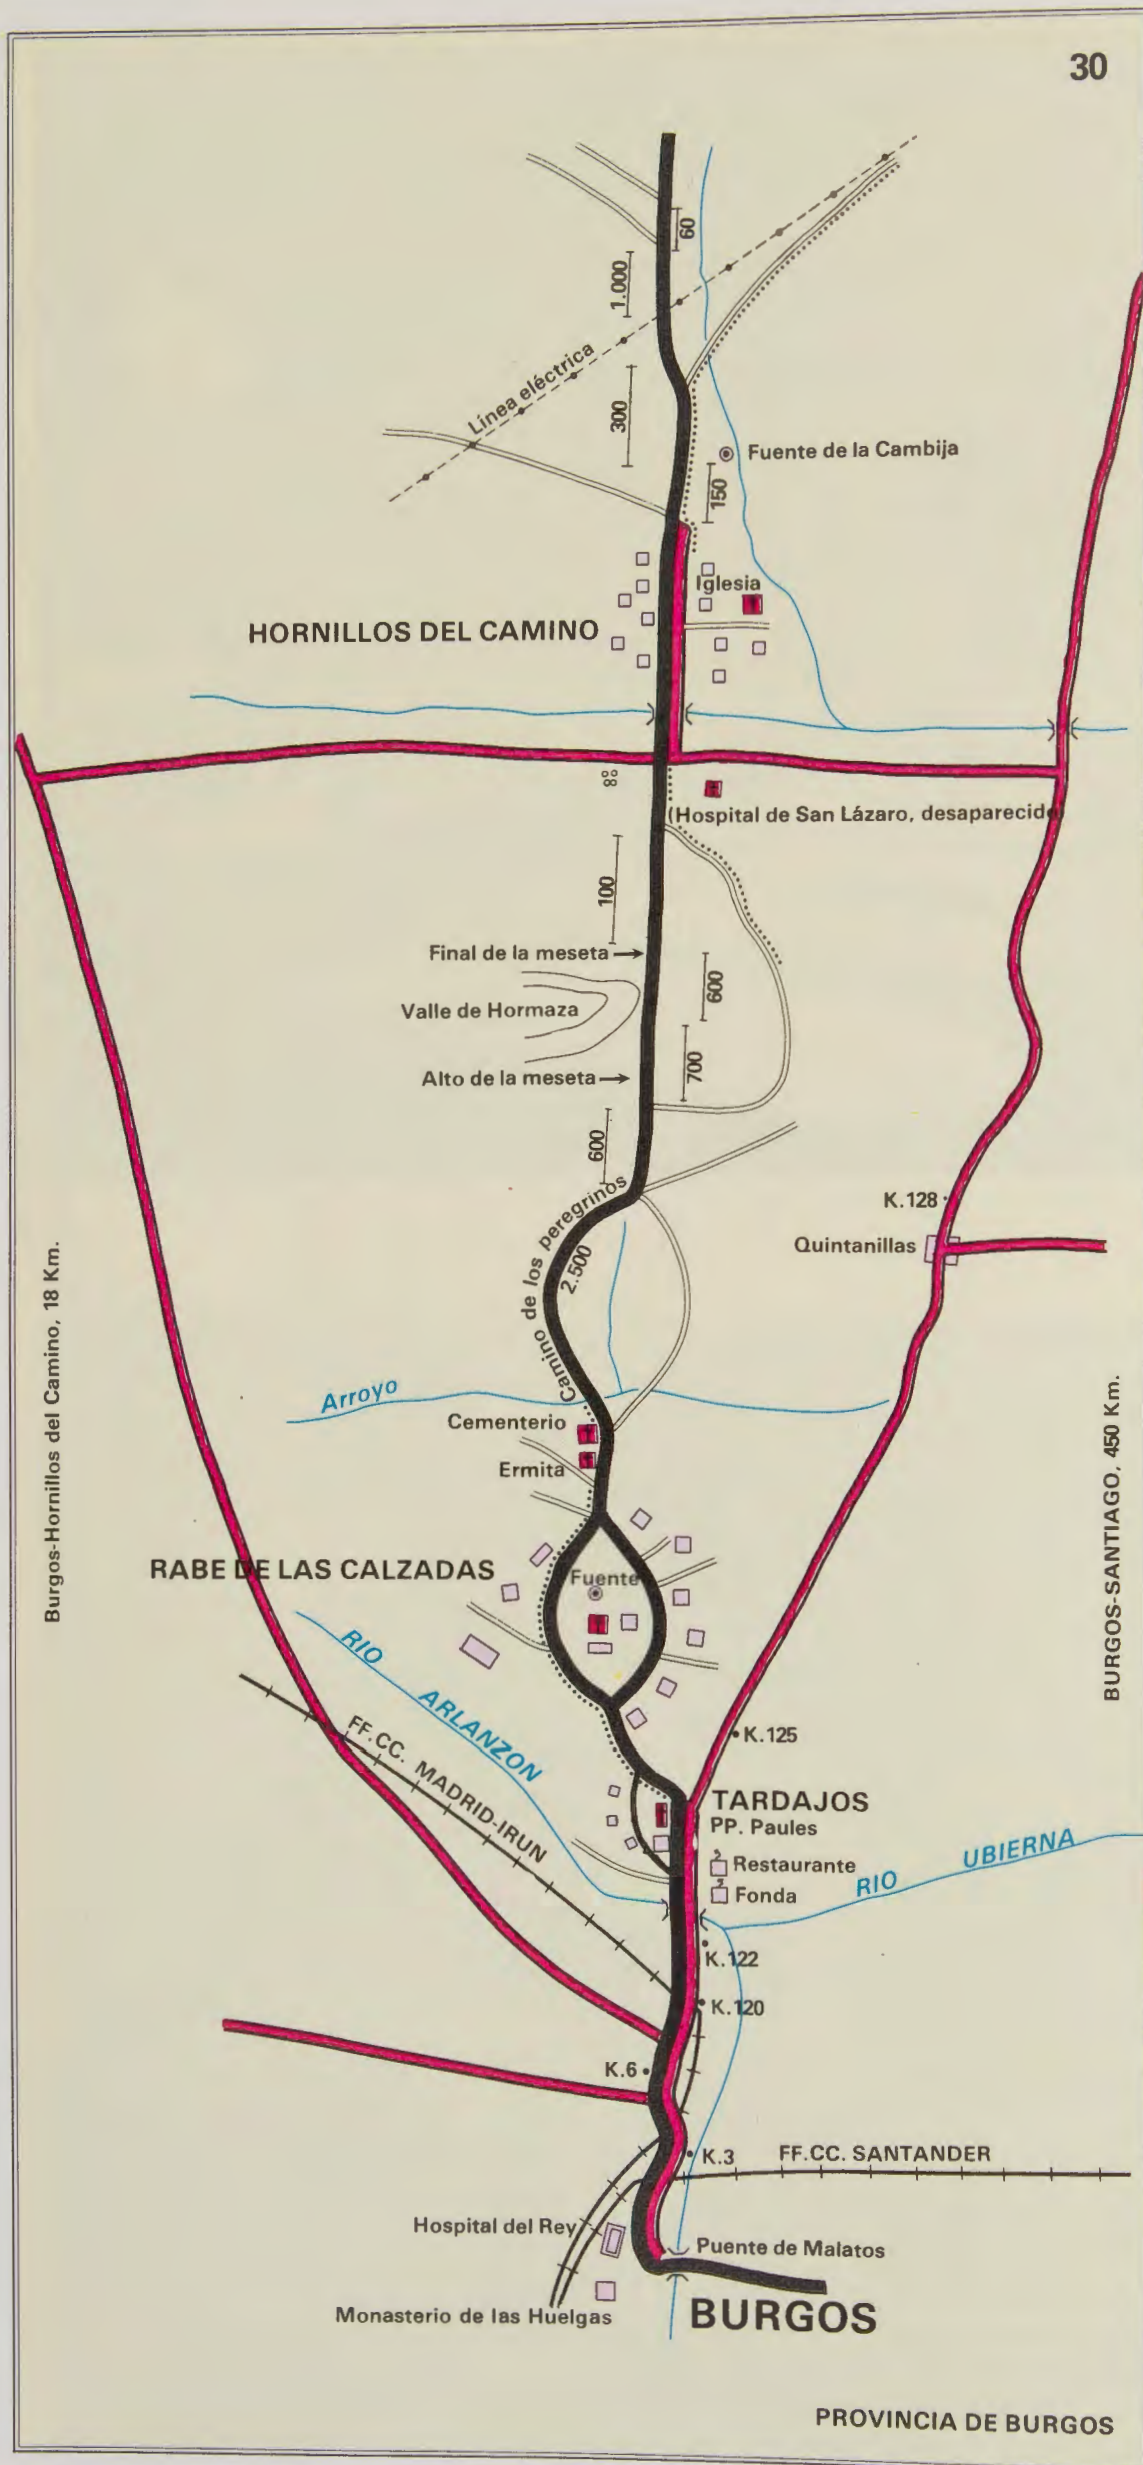 30
60
1.000
Línea eléctrica
300
Fuente de la Cambija
150
Iglesia
HORNILLOS DEL CAMINO
(Hospital de San Lázaro, desaparecido
100
Final de la meseta
600
Valle de Hormaza
700
Alto de la meseta
600
Camino de los peregrinos
2.500
K.128
Quintanillas
Burgos-Hornillos del Camino, 18 Km.
BURGOS-SANTIAGO, 450 Km.
Arroyo
Cementerio
Ermita
RABE DE LAS CALZADAS
Fuente
RIO ARLANZON
FF.CC. MADRID-IRUN
K.125
TARDAJOS
PP. Paules
Restaurante
Fonda
RIO UBIERNA
K.122
K.120
K.6
K.3
FF.CC. SANTANDER
Hospital del Rey
Puente de Malatos
Monasterio de las Huelgas
BURGOS
PROVINCIA DE BURGOS